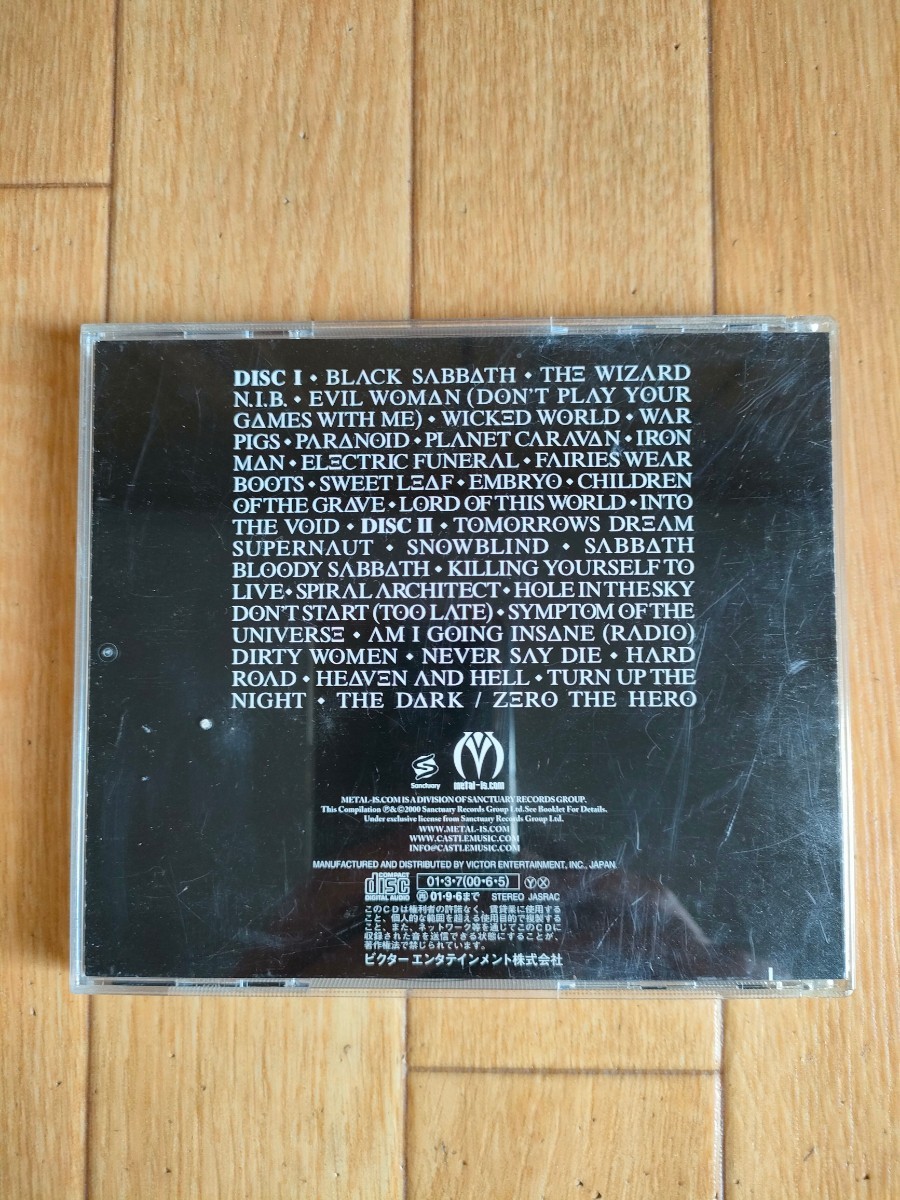 DISC I • BLACK SABBATH • THE WIZARD
N.I.B. • EVIL WOMAN (DON'T PLAY YOUR
GAMES WITH ME) • WICKED WORLD • WAR
PIGS • PARANOID • PLANET CARAVAN • IRON
MAN • ELECTRIC FUNERAL • FAIRIES WEAR
BOOTS • SWEET LEAF • EMBRYO • CHILDREN
OF THE GRAVE • LORD OF THIS WORLD • INTO
THE VOID • DISC II • TOMORROWS DREAM
SUPERNAUT • SNOWBLIND • SABBATH
BLOODY SABBATH • KILLING YOURSELF TO
LIVE • SPIRAL ARCHITECT • HOLE IN THE SKY
DON'T START (TOO LATE) • SYMPTOM OF THE
UNIVERSE • AM I GOING INSANE (RADIO)
DIRTY WOMEN • NEVER SAY DIE • HARD
ROAD • HEAVEN AND HELL • TURN UP THE
NIGHT • THE DARK / ZERO THE HERO
Sanctuary
metal-is.com
METAL-IS.COM IS A DIVISION OF SANCTUARY RECORDS GROUP.
This Compilation ℗&©2000 Sanctuary Records Group Ltd.See Booklet For Details.
Under exclusive license from Sanctuary Records Group Ltd.
WWW.METAL-IS.COM
WWW.CASTLEMUSIC.COM
INFO@CASTLEMUSIC.COM
MANUFACTURED AND DISTRIBUTED BY VICTOR ENTERTAINMENT, INC., JAPAN.
COMPACT disc DIGITAL AUDIO
01・3・7(00・6・5) Ⓨ Ⓧ
㋫ 01・9・6まで STEREO JASRAC
このCDは権利者の許諾なく、賃貸業に使用する
こと、個人的な範囲を超える使用目的で複製する
こと、また、ネットワーク等を通じてこのCDに
収録された音を送信できる状態にすることが、
著作権法で禁じられています。
ビクター エンタテインメント株式会社